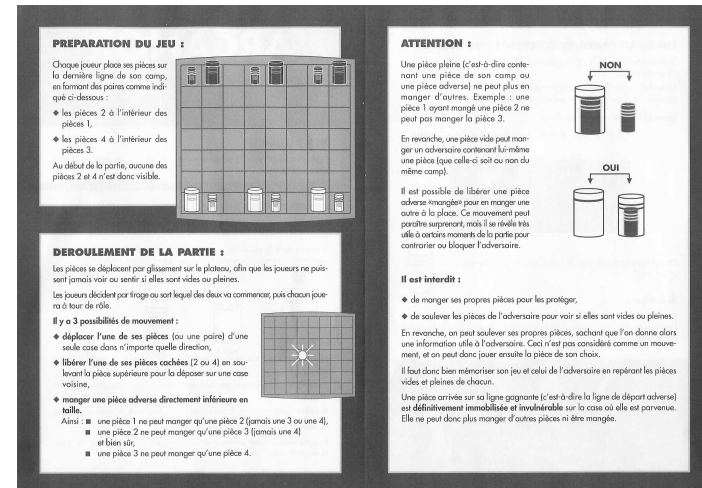 PREPARATION DU JEU :
Chaque joueur place ses pièces sur
la dernière ligne de son camp,
en formant des paires comme indi-
qué ci-dessous :
◆ les pièces 2 à l'intérieur des
pièces 1,
◆ les pièces 4 à l'intérieur des
pièces 3.
Au début de la partie, aucune des
pièces 2 et 4 n'est donc visible.
DEROULEMENT DE LA PARTIE :
Les pièces se déplacent par glissement sur le plateau, afin que les joueurs ne puis-
sent jamais voir ou sentir si elles sont vides ou pleines.
Les joueurs décident par tirage au sort lequel des deux va commencer, puis chacun joue-
ra à tour de rôle.
Il y a 3 possibilités de mouvement :
◆ déplacer l'une de ses pièces (ou une paire) d'une
seule case dans n'importe quelle direction,
◆ libérer l'une de ses pièces cachées (2 ou 4) en sou-
levant la pièce supérieure pour la déposer sur une case
voisine,
◆ manger une pièce adverse directement inférieure en
taille.
Ainsi : ■ une pièce 1 ne peut manger qu'une pièce 2 (jamais une 3 ou une 4),
■ une pièce 2 ne peut manger qu'une pièce 3 (jamais une 4)
et bien sûr,
■ une pièce 3 ne peut manger qu'une pièce 4.
ATTENTION :
Une pièce pleine (c'est-à-dire conte-
nant une pièce de son camp ou
une pièce adverse) ne peut plus en
manger d'autres. Exemple : une
pièce 1 ayant mangé une pièce 2 ne
peut pas manger la pièce 3.
NON
En revanche, une pièce vide peut man-
ger un adversaire contenant lui-même
une pièce (que celle-ci soit ou non du
même camp).
OUI
Il est possible de libérer une pièce
adverse «mangée» pour en manger une
autre à la place. Ce mouvement peut
paraître surprenant, mais il se révèle très
utile à certains moments de la partie pour
contrarier ou bloquer l'adversaire.
Il est interdit :
◆ de manger ses propres pièces pour les protéger,
◆ de soulever les pièces de l'adversaire pour voir si elles sont vides ou pleines.
En revanche, on peut soulever ses propres pièces, sachant que l'on donne alors
une information utile à l'adversaire. Ceci n'est pas considéré comme un mouve-
ment, et on peut donc jouer ensuite la pièce de son choix.
Il faut donc bien mémoriser son jeu et celui de l'adversaire en repérant les pièces
vides et pleines de chacun.
Une pièce arrivée sur sa ligne gagnante (c'est-à-dire la ligne de départ adverse)
est définitivement immobilisée et invulnérable sur la case où elle est parvenue.
Elle ne peut donc plus manger d'autres pièces ni être mangée.